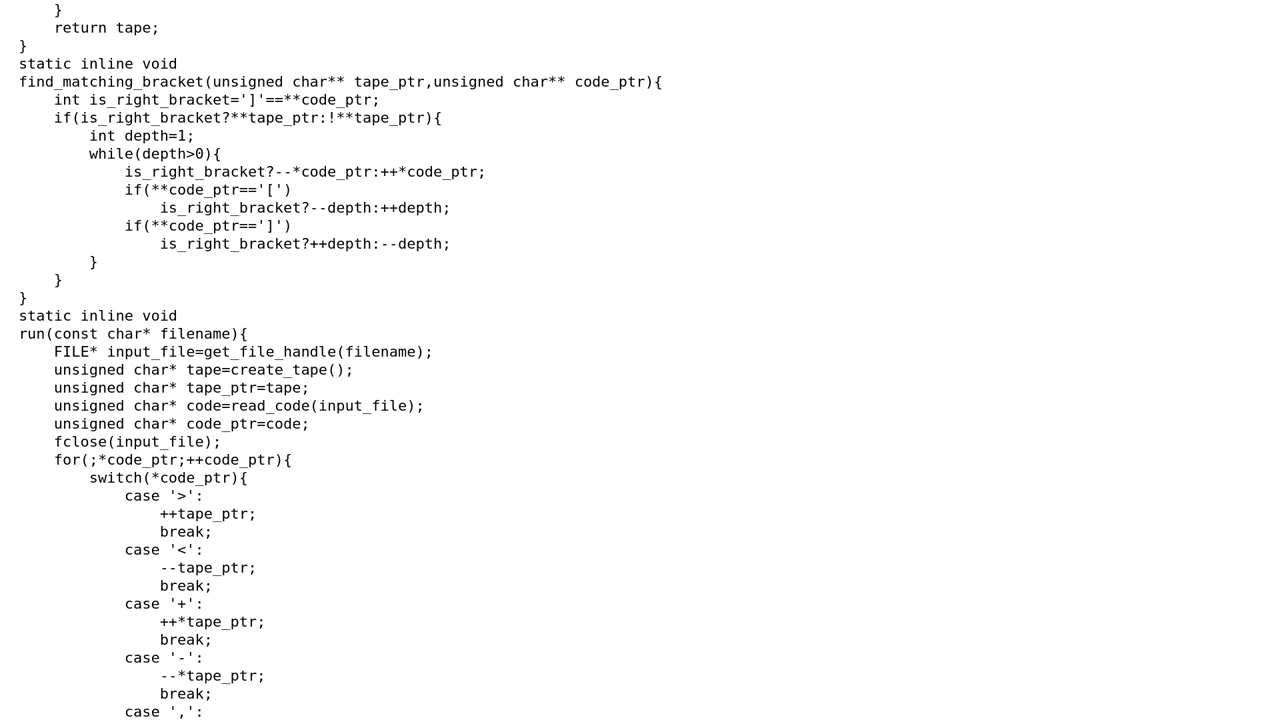 }
    return tape;
}
static inline void
find_matching_bracket(unsigned char** tape_ptr,unsigned char** code_ptr){
    int is_right_bracket=']'==**code_ptr;
    if(is_right_bracket?**tape_ptr:!**tape_ptr){
        int depth=1;
        while(depth>0){
            is_right_bracket?--*code_ptr:++*code_ptr;
            if(**code_ptr=='[')
                is_right_bracket?--depth:++depth;
            if(**code_ptr==']')
                is_right_bracket?++depth:--depth;
        }
    }
}
static inline void
run(const char* filename){
    FILE* input_file=get_file_handle(filename);
    unsigned char* tape=create_tape();
    unsigned char* tape_ptr=tape;
    unsigned char* code=read_code(input_file);
    unsigned char* code_ptr=code;
    fclose(input_file);
    for(;*code_ptr;++code_ptr){
        switch(*code_ptr){
            case '>':
                ++tape_ptr;
                break;
            case '<':
                --tape_ptr;
                break;
            case '+':
                ++*tape_ptr;
                break;
            case '-':
                --*tape_ptr;
                break;
            case ',':